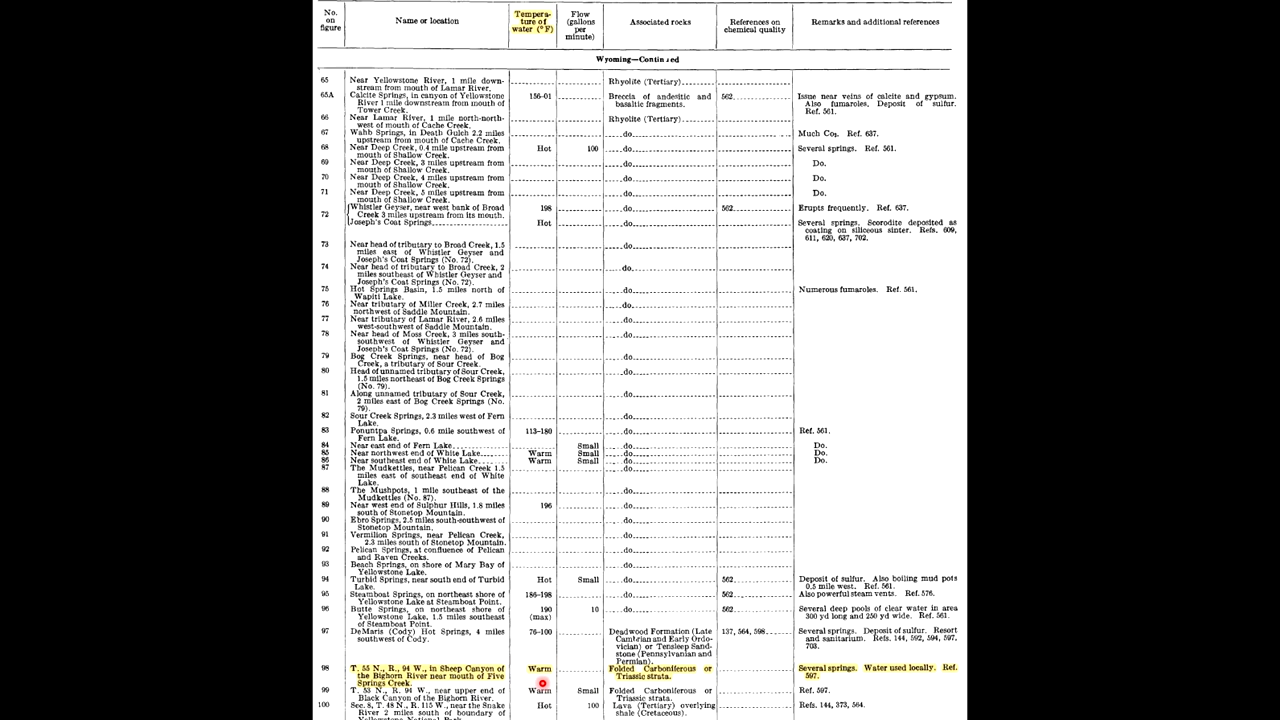 No. on figure | Name or location | Tempera-ture of water (°F) | Flow (gallons per minute) | Associated rocks | References on chemical quality | Remarks and additional references
Wyoming—Continued
65 Near Yellowstone River, 1 mile down- Rhyolite (Tertiary)
stream from mouth of Lamar River.
65A Calcite Springs, in canyon of Yellowstone 156-01 Breccia of andesitic and 562 Issue near veins of calcite and gypsum.
River 1 mile downstream from mouth of basaltic fragments. Also fumaroles. Deposit of sulfur.
Tower Creek. Ref. 561.
66 Near Lamar River, 1 mile north-north- Rhyolite (Tertiary)
west of mouth of Cache Creek.
67 Wahb Springs, in Death Gulch 2.2 miles do Much CO₂. Ref. 637.
upstream from mouth of Cache Creek.
68 Near Deep Creek, 0.4 mile upstream from Hot 100 do Several springs. Ref. 561.
mouth of Shallow Creek.
69 Near Deep Creek, 3 miles upstream from do Do.
mouth of Shallow Creek.
70 Near Deep Creek, 4 miles upstream from do Do.
mouth of Shallow Creek.
71 Near Deep Creek, 5 miles upstream from do Do.
mouth of Shallow Creek.
72 Whistler Geyser, near west bank of Broad 198 do 562 Erupts frequently. Ref. 637.
Creek 3 miles upstream from its mouth.
Joseph's Coat Springs Hot do Several springs. Scorodite deposited as
coating on siliceous sinter. Refs. 609,
611, 620, 637, 702.
73 Near head of tributary to Broad Creek, 1.5 do
miles east of Whistler Geyser and
Joseph's Coat Springs (No. 72).
74 Near head of tributary to Broad Creek, 2 do
miles southeast of Whistler Geyser and
Joseph's Coat Springs (No. 72).
75 Hot Springs Basin, 1.5 miles north of do Numerous fumaroles. Ref. 561.
Wapiti Lake.
76 Near tributary of Miller Creek, 2.7 miles do
northwest of Saddle Mountain.
77 Near tributary of Lamar River, 2.6 miles do
west-southwest of Saddle Mountain.
78 Near head of Moss Creek, 3 miles south- do
southwest of Whistler Geyser and
Joseph's Coat Springs (No. 72).
79 Bog Creek Springs, near head of Bog do
Creek, a tributary of Sour Creek.
80 Head of unnamed tributary of Sour Creek, do
1.5 miles northeast of Bog Creek Springs
(No. 79).
81 Along unnamed tributary of Sour Creek, do
2 miles east of Bog Creek Springs (No.
79).
82 Sour Creek Springs, 2.3 miles west of Fern do
Lake.
83 Ponuntpa Springs, 0.6 mile southwest of 113-180 do Ref. 561.
Fern Lake.
84 Near east end of Fern Lake Small do Do.
85 Near northwest end of White Lake Warm Small do Do.
86 Near southeast end of White Lake Warm Small do Do.
87 The Mudkettles, near Pelican Creek 1.5 do
miles east of southeast end of White
Lake.
88 The Mushpots, 1 mile southeast of the do
Mudkettles (No. 87).
89 Near west end of Sulphur Hills, 1.8 miles 196 do
south of Stonetop Mountain.
90 Ebro Springs, 2.5 miles south-southwest of do
Stonetop Mountain.
91 Vermilion Springs, near Pelican Creek, do
2.3 miles south of Stonetop Mountain.
92 Pelican Springs, at confluence of Pelican do
and Raven Creeks.
93 Beach Springs, on shore of Mary Bay of do
Yellowstone Lake.
94 Turbid Springs, near south end of Turbid Hot Small do 562 Deposit of sulfur. Also boiling mud pots
Lake. 0.5 mile west. Ref. 561.
95 Steamboat Springs, on northeast shore of 186-198 do 562 Also powerful steam vents. Ref. 576.
Yellowstone Lake at Steamboat Point.
96 Butte Springs, on northeast shore of 190 10 do 562 Several deep pools of clear water in area
Yellowstone Lake, 1.5 miles southeast (max) 300 yd long and 250 yd wide. Ref. 561.
of Steamboat Point.
97 DeMaris (Cody) Hot Springs, 4 miles 76-100 Deadwood Formation (Late 137, 564, 598 Several springs. Deposit of sulfur. Resort
southwest of Cody. Cambrian and Early Ordo- and sanitarium. Refs. 144, 592, 594, 597,
vician) or Tensleep Sand- 703.
stone (Pennsylvanian and
Permian).
98 T. 55 N., R., 94 W., in Sheep Canyon of Warm Folded Carboniferous or Several springs. Water used locally. Ref.
the Bighorn River near mouth of Five Triassic strata. 597.
Springs Creek.
99 T. 53 N., R. 94 W., near upper end of Warm Small Folded Carboniferous or Ref. 597.
Black Canyon of the Bighorn River. Triassic strata.
100 Sec. 8, T. 48 N., R. 115 W., near the Snake Hot 100 Lava (Tertiary) overlying Refs. 144, 373, 564.
River 2 miles south of boundary of shale (Cretaceous).
Yellowstone National Park.